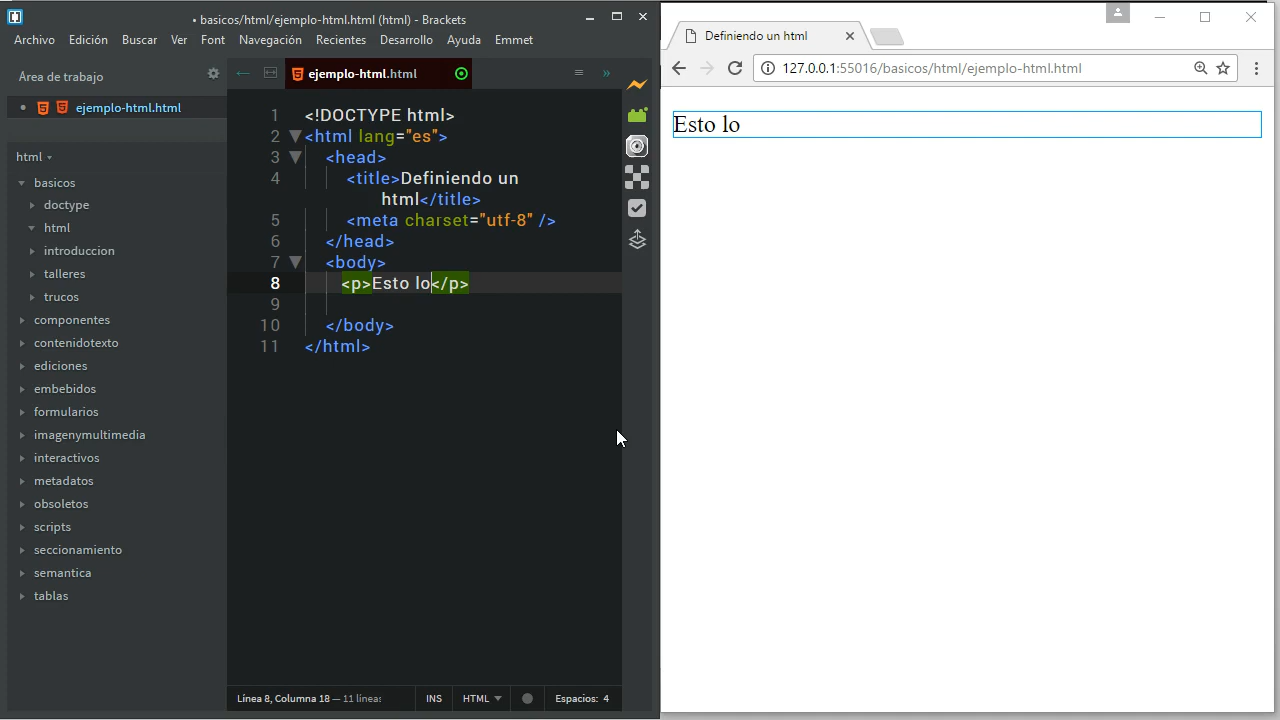 • basicos/html/ejemplo-html.html (html) - Brackets
Archivo Edición Buscar Ver Font Navegación Recientes Desarrollo Ayuda Emmet
Área de trabajo
ejemplo-html.html
html
basicos
doctype
html
introduccion
talleres
trucos
componentes
contenidotexto
ediciones
embebidos
formularios
imagenymultimedia
interactivos
metadatos
obsoletos
scripts
seccionamiento
semantica
tablas
ejemplo-html.html
1 <!DOCTYPE html>
2 <html lang="es">
3 <head>
4 <title>Definiendo un
html</title>
5 <meta charset="utf-8" />
6 </head>
7 <body>
8 <p>Esto lo</p>
9
10 </body>
11 </html>
Línea 8, Columna 18 — 11 líneas INS HTML Espacios: 4
Definiendo un html
127.0.0.1:55016/basicos/html/ejemplo-html.html
Esto lo